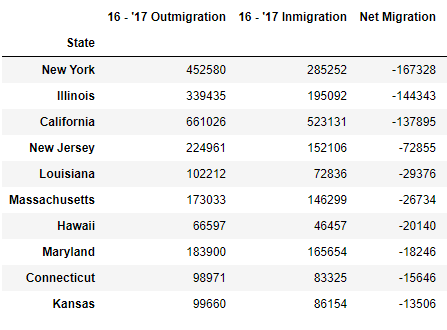 16 - '17 Outmigration 16 - '17 Inmigration Net Migration
State
New York 452580 285252 -167328
Illinois 339435 195092 -144343
California 661026 523131 -137895
New Jersey 224961 152106 -72855
Louisiana 102212 72836 -29376
Massachusetts 173033 146299 -26734
Hawaii 66597 46457 -20140
Maryland 183900 165654 -18246
Connecticut 98971 83325 -15646
Kansas 99660 86154 -13506